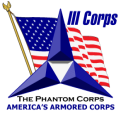 III Corps
The Phantom Corps
AMERICA'S ARMORED CORPS